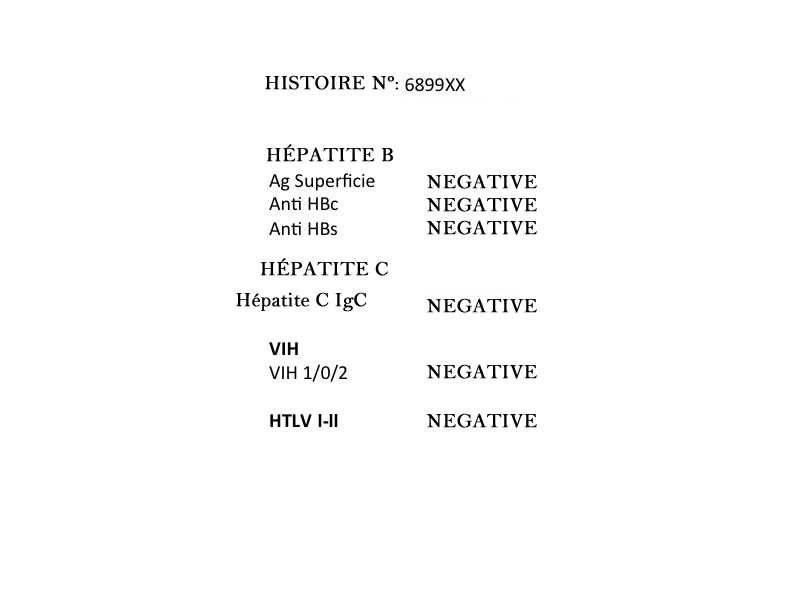 HISTOIRE Nº: 6899XX
HÉPATITE B
Ag Superficie NEGATIVE
Anti HBc NEGATIVE
Anti HBs NEGATIVE
HÉPATITE C
Hépatite C IgC NEGATIVE
VIH
VIH 1/0/2 NEGATIVE
HTLV I-II NEGATIVE